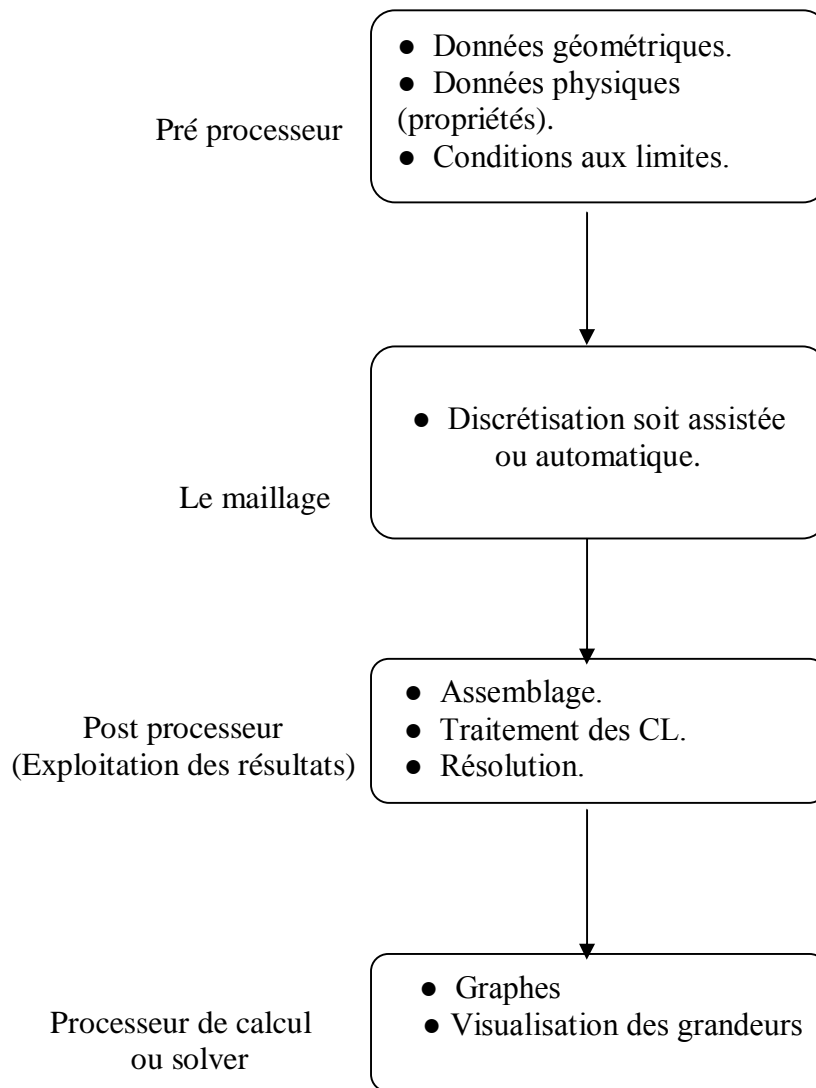 ● Données géométriques.
● Données physiques
(propriétés).
● Conditions aux limites.
Pré processeur
● Discrétisation soit assistée
ou automatique.
Le maillage
● Assemblage.
● Traitement des CL.
● Résolution.
Post processeur
(Exploitation des résultats)
● Graphes
● Visualisation des grandeurs
Processeur de calcul
ou solver